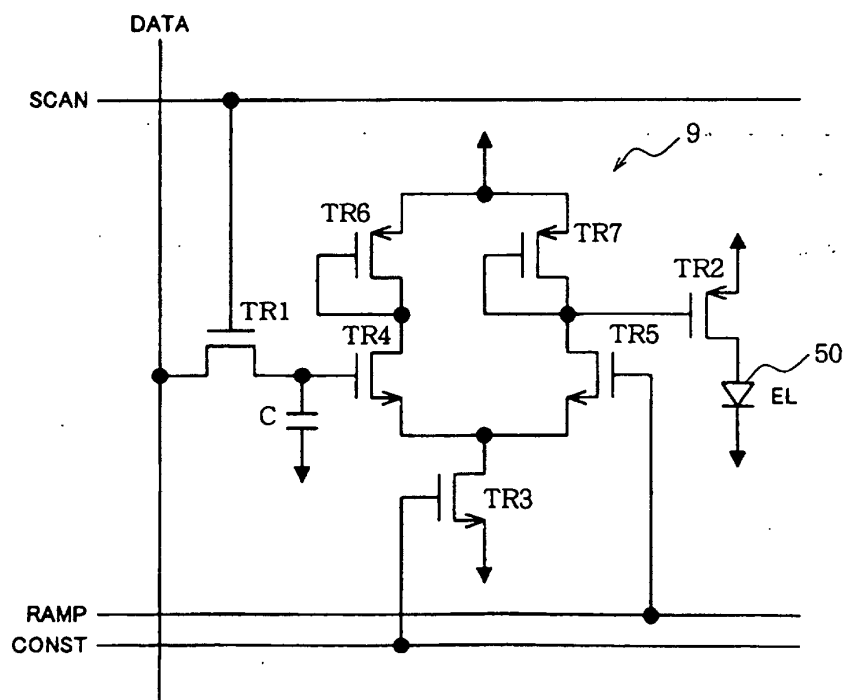 DATA
SCAN
9
TR6
TR7
TR2
TR1
TR4
TR5
50
EL
C
TR3
RAMP
CONST